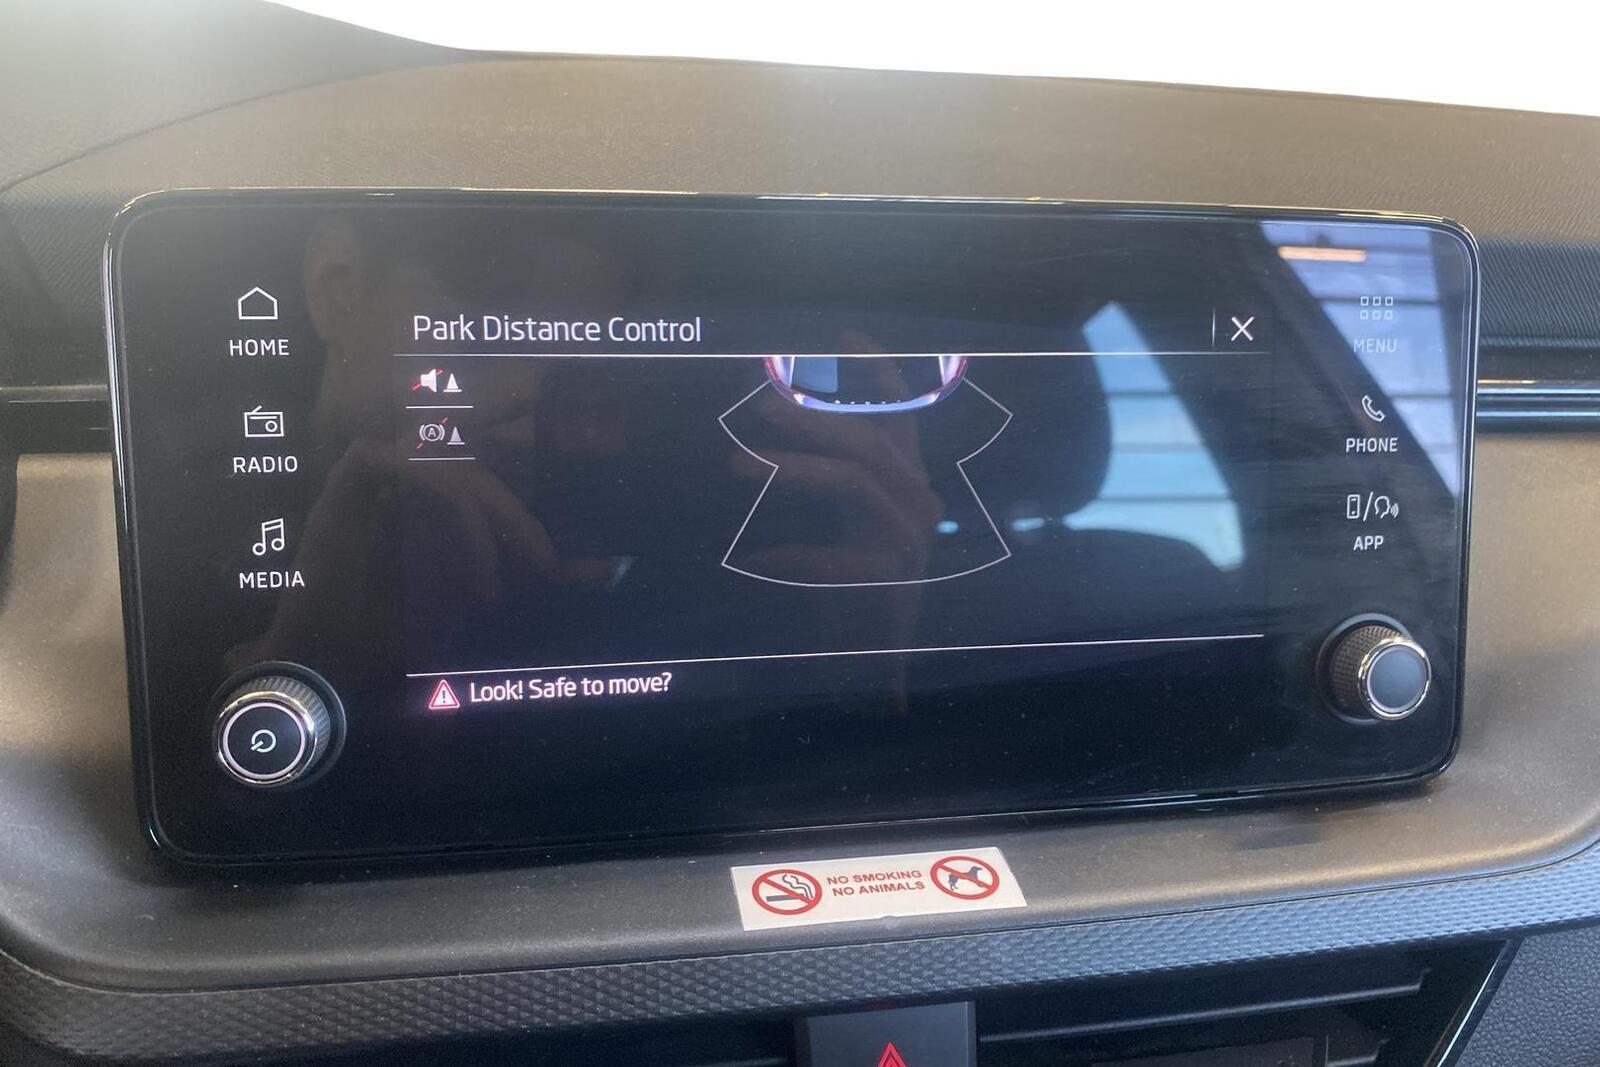 Park Distance Control
HOME
RADIO
MEDIA
MENU
PHONE
APP
A
Look! Safe to move?
NO SMOKING
NO ANIMALS